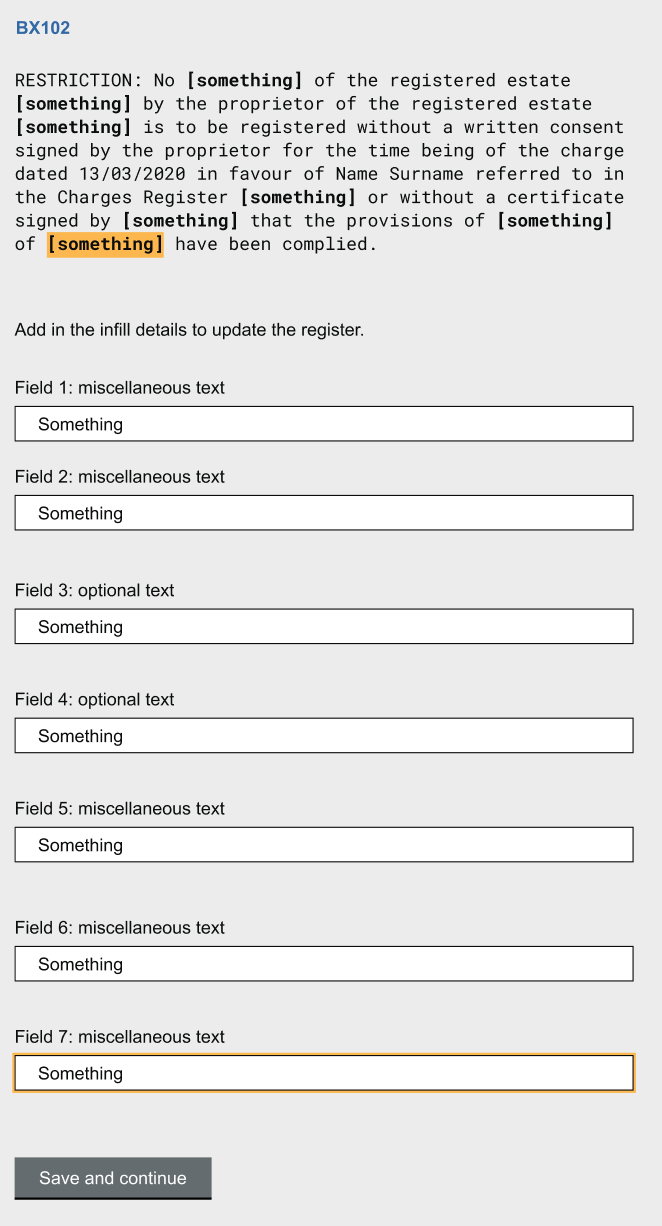 BX102
RESTRICTION: No [something] of the registered estate
[something] by the proprietor of the registered estate
[something] is to be registered without a written consent
signed by the proprietor for the time being of the charge
dated 13/03/2020 in favour of Name Surname referred to in
the Charges Register [something] or without a certificate
signed by [something] that the provisions of [something]
of [something] have been complied.
Add in the infill details to update the register.
Field 1: miscellaneous text
Something
Field 2: miscellaneous text
Something
Field 3: optional text
Something
Field 4: optional text
Something
Field 5: miscellaneous text
Something
Field 6: miscellaneous text
Something
Field 7: miscellaneous text
Something
Save and continue